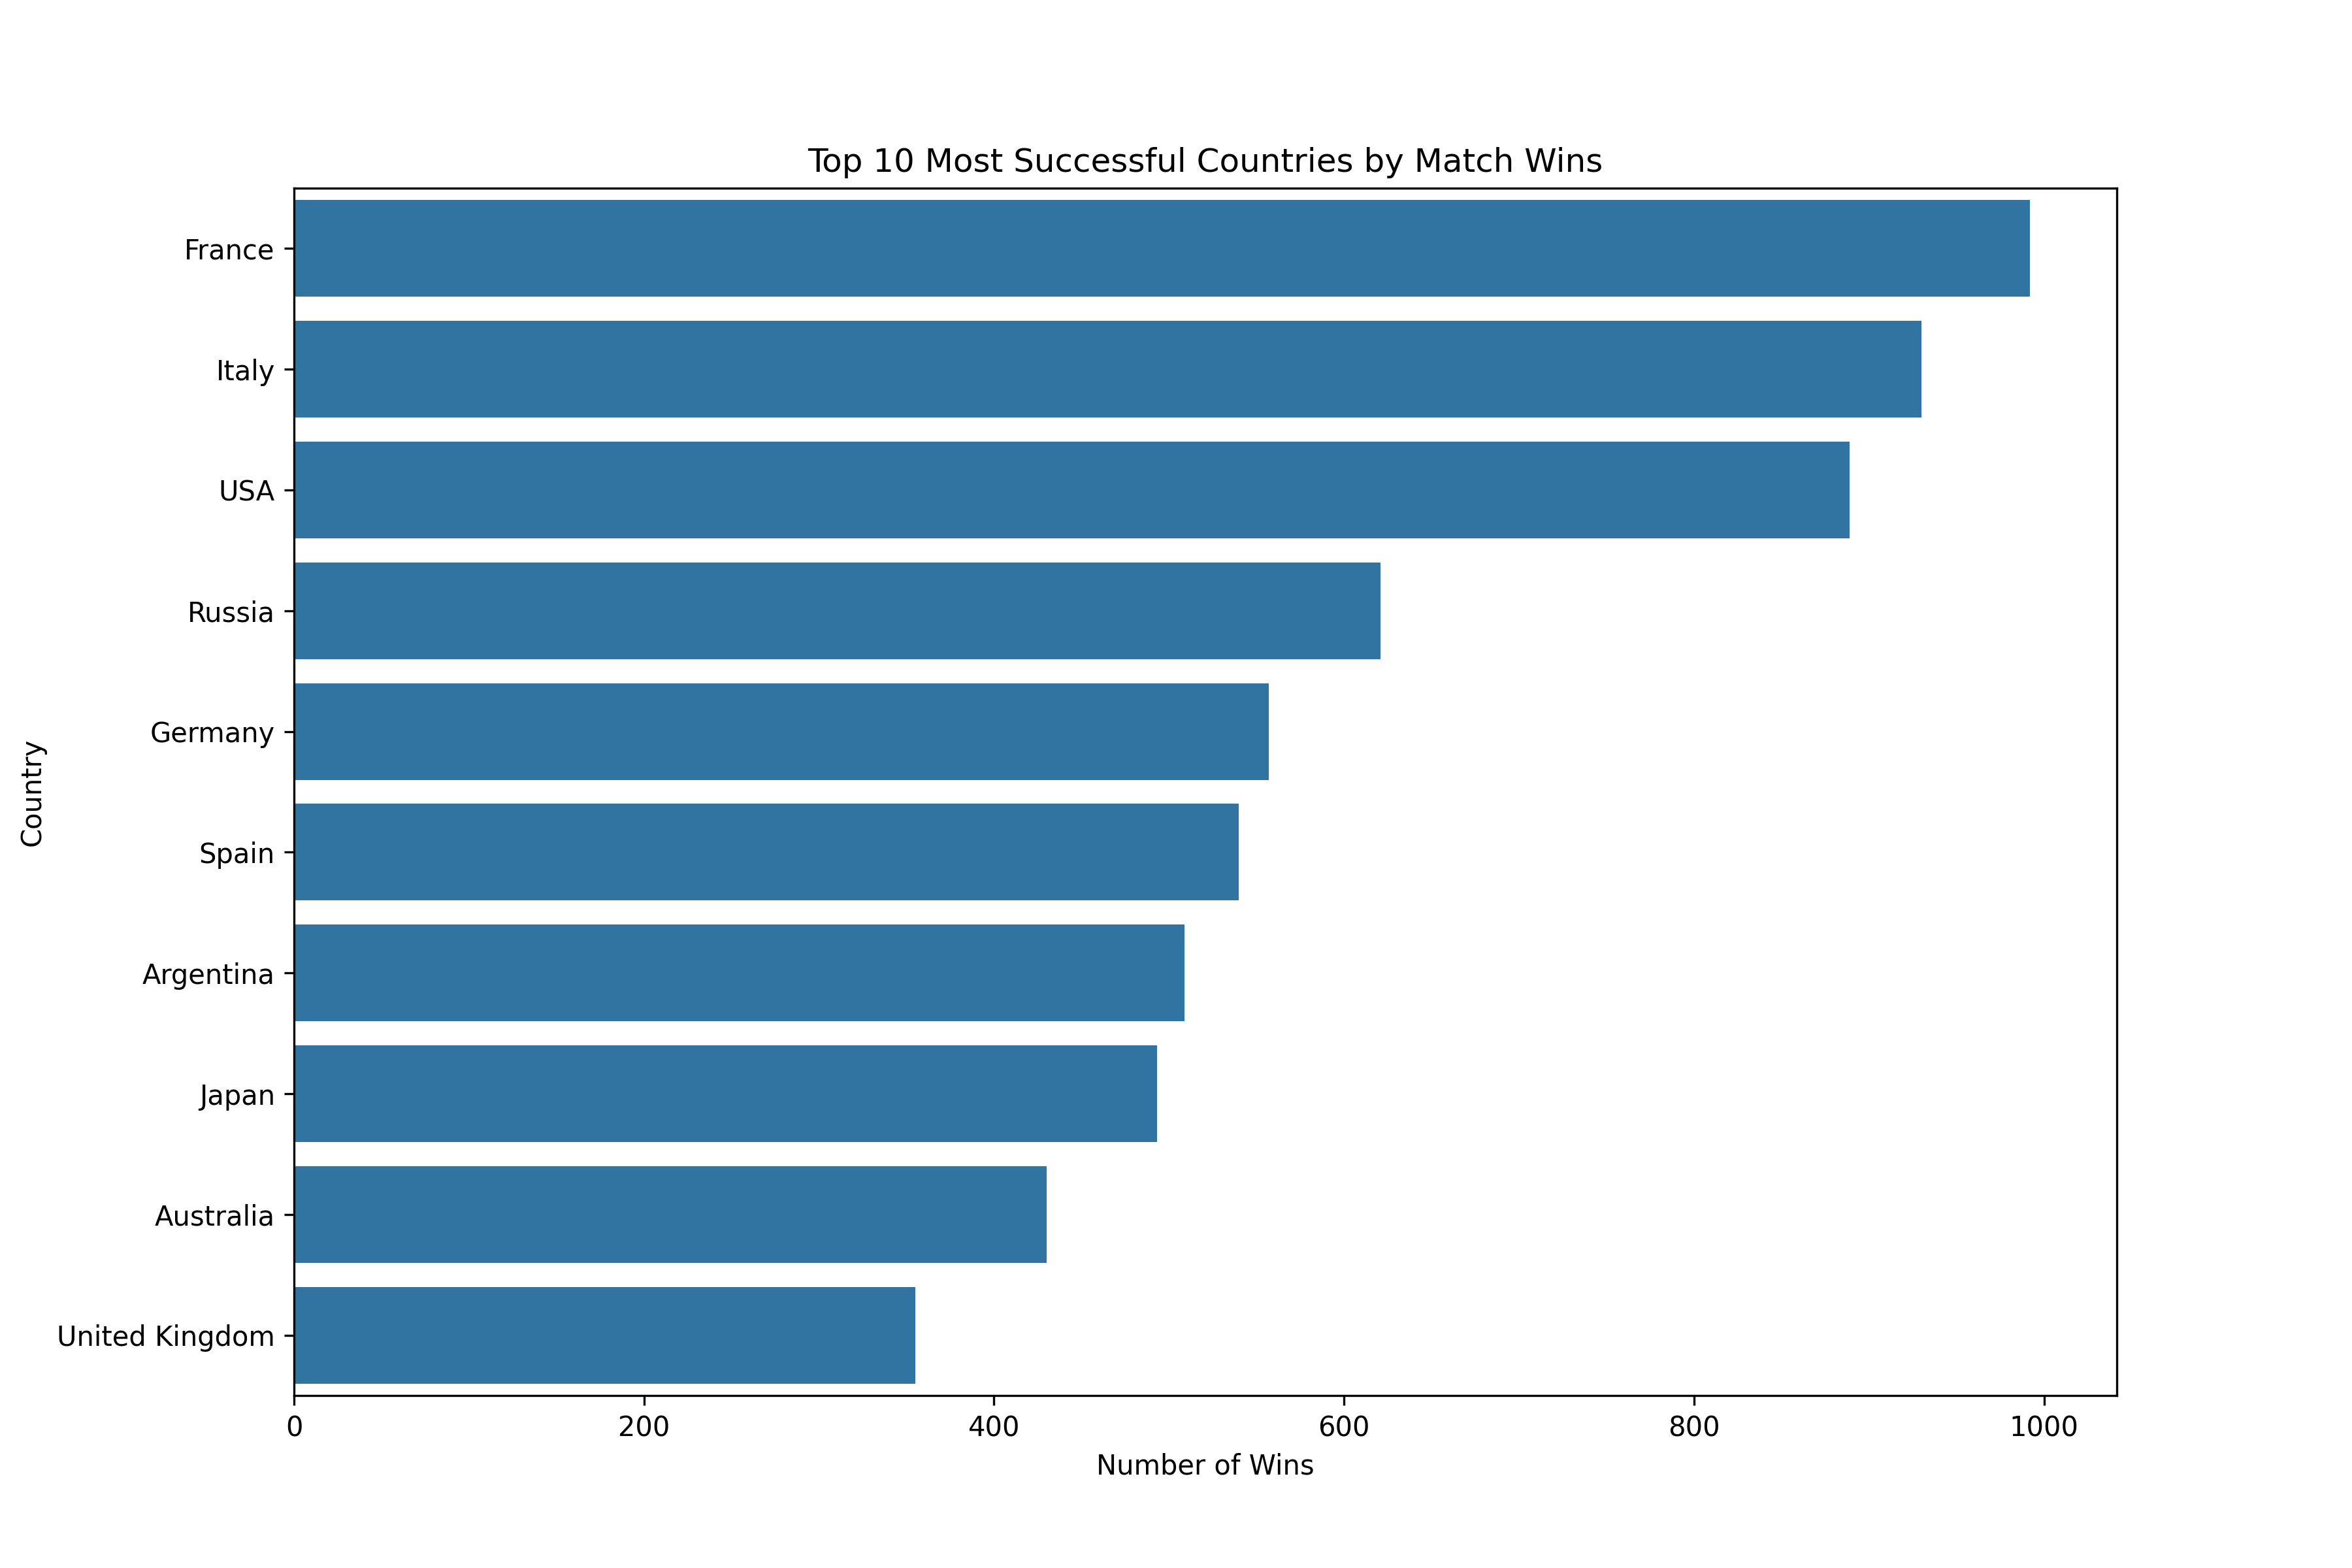 Top 10 Most Successful Countries by Match Wins
Country
France
Italy
USA
Russia
Germany
Spain
Argentina
Japan
Australia
United Kingdom
0 200 400 600 800 1000
Number of Wins